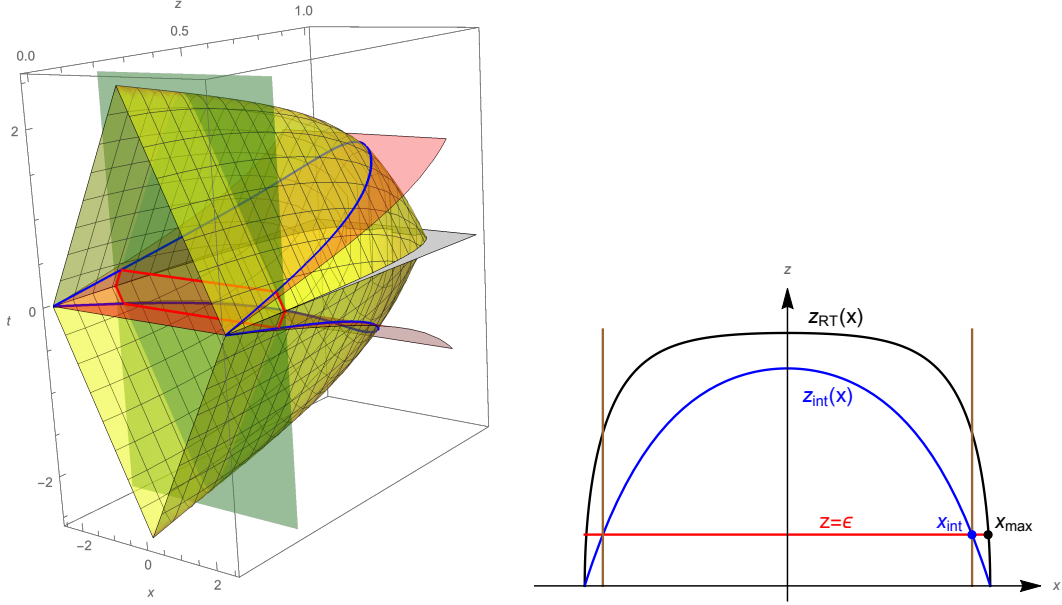 z
0.0
0.5
1.0
2
0
t
−2
−2
0
2
x
z
z_RT(x)
z_int(x)
z=ϵ
x_int
x_max
x